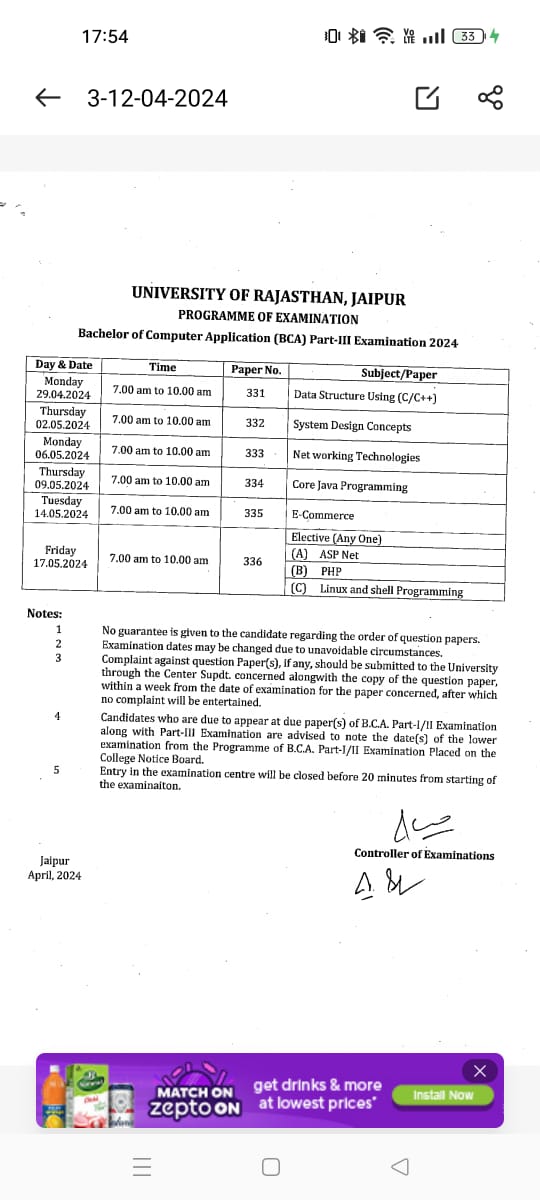 17:54
Vo LTE 33
3-12-04-2024
UNIVERSITY OF RAJASTHAN, JAIPUR
PROGRAMME OF EXAMINATION
Bachelor of Computer Application (BCA) Part-III Examination 2024
Day & Date Time Paper No. Subject/Paper
Monday
29.04.2024 7.00 am to 10.00 am 331 Data Structure Using (C/C++)
Thursday
02.05.2024 7.00 am to 10.00 am 332 System Design Concepts
Monday
06.05.2024 7.00 am to 10.00 am 333 Net working Technologies
Thursday
09.05.2024 7.00 am to 10.00 am 334 Core Java Programming
Tuesday
14.05.2024 7.00 am to 10.00 am 335 E-Commerce
Friday
17.05.2024 7.00 am to 10.00 am 336 Elective (Any One)
(A) ASP Net
(B) PHP
(C) Linux and shell Programming
Notes:
1 No guarantee is given to the candidate regarding the order of question papers.
2 Examination dates may be changed due to unavoidable circumstances.
3 Complaint against question Paper(s), if any, should be submitted to the University
through the Center Supdt. concerned alongwith the copy of the question paper,
within a week from the date of examination for the paper concerned, after which
no complaint will be entertained.
4 Candidates who are due to appear at due paper(s) of B.C.A. Part-I/II Examination
along with Part-III Examination are advised to note the date(s) of the lower
examination from the Programme of B.C.A. Part-I/II Examination Placed on the
College Notice Board.
5 Entry in the examination centre will be closed before 20 minutes from starting of
the examinaiton.
Controller of Examinations
Jaipur
April, 2024
MATCH ON
zepto ON
get drinks & more
at lowest prices*
Install Now